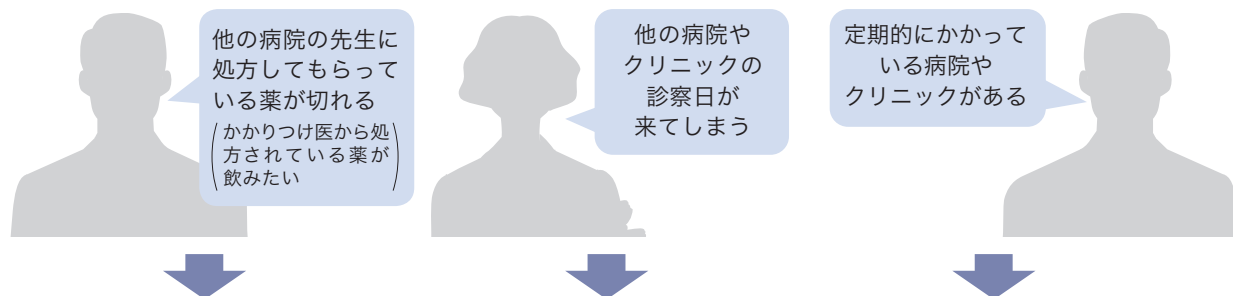 他の病院の先生に
処方してもらって
いる薬が切れる
(かかりつけ医から処
方されている薬が
飲みたい)
他の病院や
クリニックの
診察日が
来てしまう
定期的にかかって
いる病院や
クリニックがある